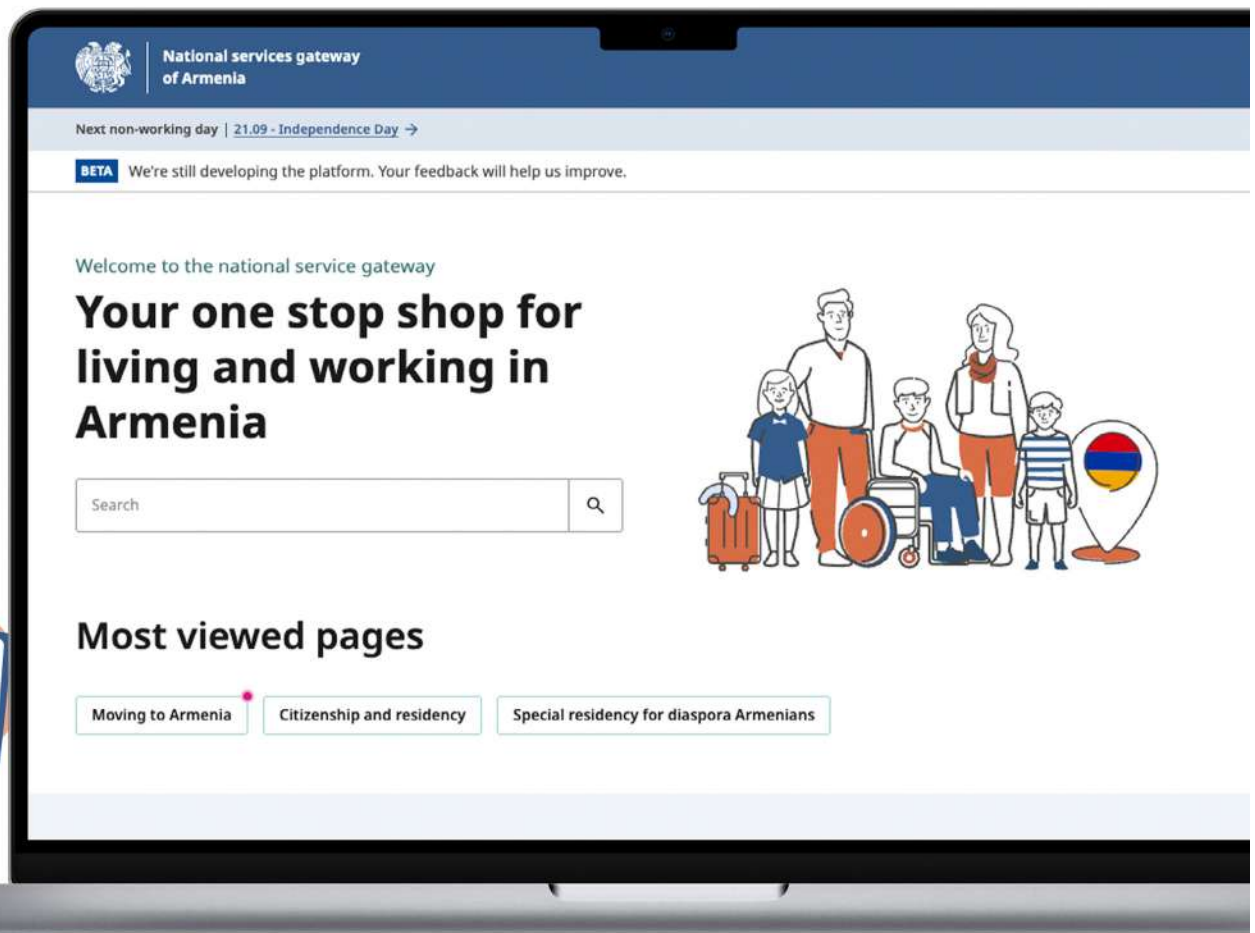 National services gateway
of Armenia
Next non-working day | 21.09 - Independence Day →
BETA We're still developing the platform. Your feedback will help us improve.
Welcome to the national service gateway
Your one stop shop for
living and working in
Armenia
Search
Most viewed pages
Moving to Armenia Citizenship and residency Special residency for diaspora Armenians